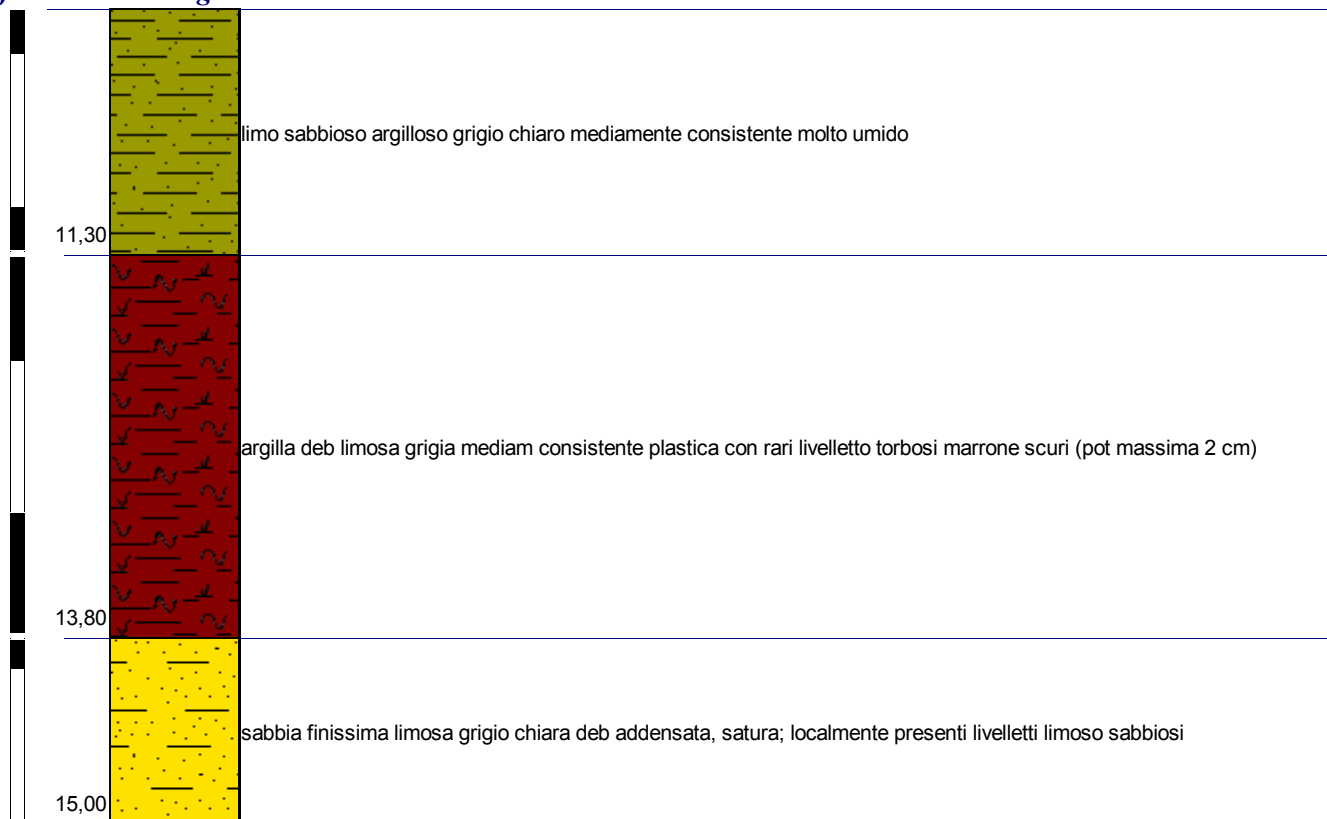 limo sabbioso argilloso grigio chiaro mediamente consistente molto umido
11,30
argilla deb limosa grigia mediam consistente plastica con rari livelletto torbosi marrone scuri (pot massima 2 cm)
13,80
sabbia finissima limosa grigio chiara deb addensata, satura; localmente presenti livelletti limoso sabbiosi
15,00